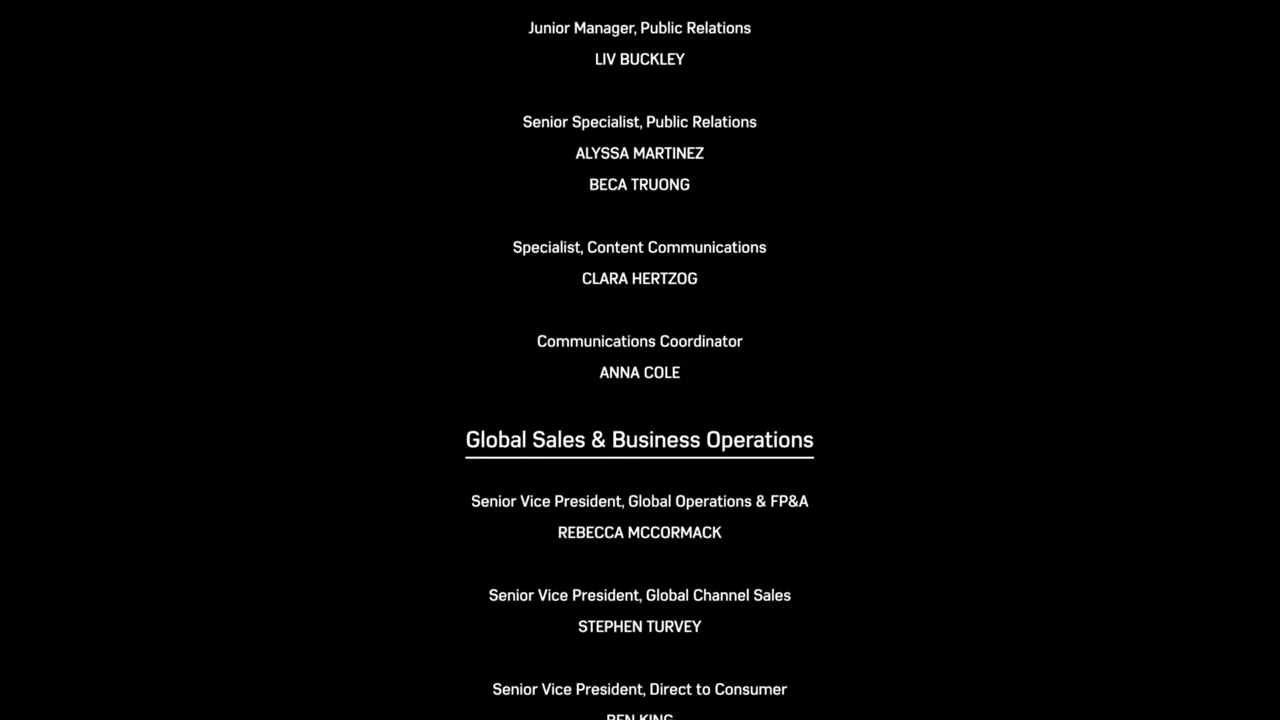 Junior Manager, Public Relations
LIV BUCKLEY
Senior Specialist, Public Relations
ALYSSA MARTINEZ
BECA TRUONG
Specialist, Content Communications
CLARA HERTZOG
Communications Coordinator
ANNA COLE
Global Sales & Business Operations
Senior Vice President, Global Operations & FP&A
REBECCA MCCORMACK
Senior Vice President, Global Channel Sales
STEPHEN TURVEY
Senior Vice President, Direct to Consumer
KING